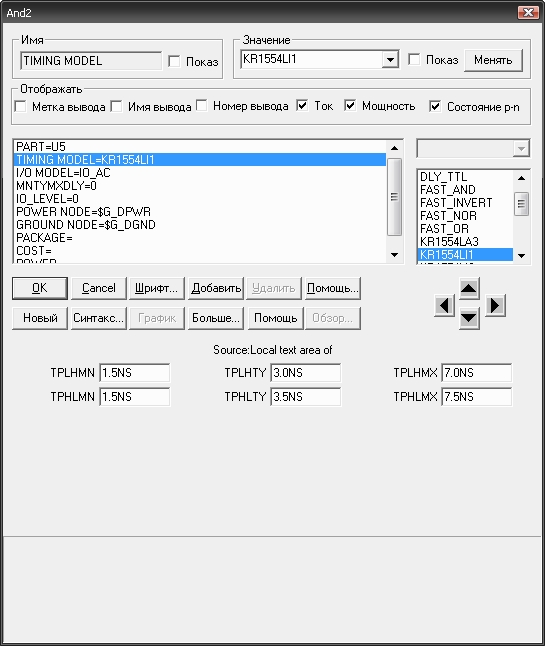 And2
Имя
Значение
TIMING MODEL
Показ
KR1554LI1
Показ
Менять
Отображать
Метка вывода
Имя вывода
Номер вывода
Ток
Мощность
Состояние p-n
PART=U5
TIMING MODEL=KR1554LI1
I/O MODEL=IO_AC
MNTYMXDLY=0
IO_LEVEL=0
POWER NODE=$G_DPWR
GROUND NODE=$G_DGND
PACKAGE=
COST=
DLY_TTL
FAST_AND
FAST_INVERT
FAST_NOR
FAST_OR
KR1554LA3
KR1554LI1
OK
Cancel
Шрифт...
Добавить
Удалить
Помощь...
Новый
Синтакс...
График
Больше...
Помощь
Обзор...
Source:Local text area of
TPLHMN 1.5NS
TPLHTY 3.0NS
TPLHMX 7.0NS
TPHLMN 1.5NS
TPHLTY 3.5NS
TPHLMX 7.5NS